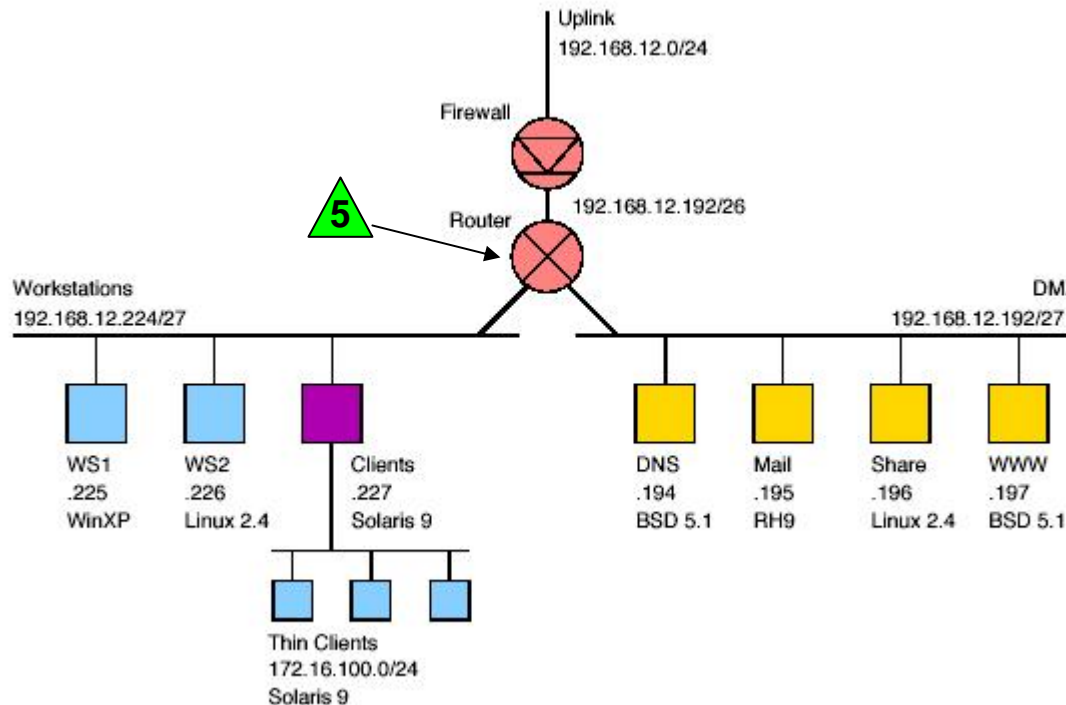 Uplink
192.168.12.0/24
Firewall
192.168.12.192/26
5
Router
Workstations
192.168.12.224/27
DM
192.168.12.192/27
WS1
.225
WinXP
WS2
.226
Linux 2.4
Clients
.227
Solaris 9
DNS
.194
BSD 5.1
Mail
.195
RH9
Share
.196
Linux 2.4
WWW
.197
BSD 5.1
Thin Clients
172.16.100.0/24
Solaris 9